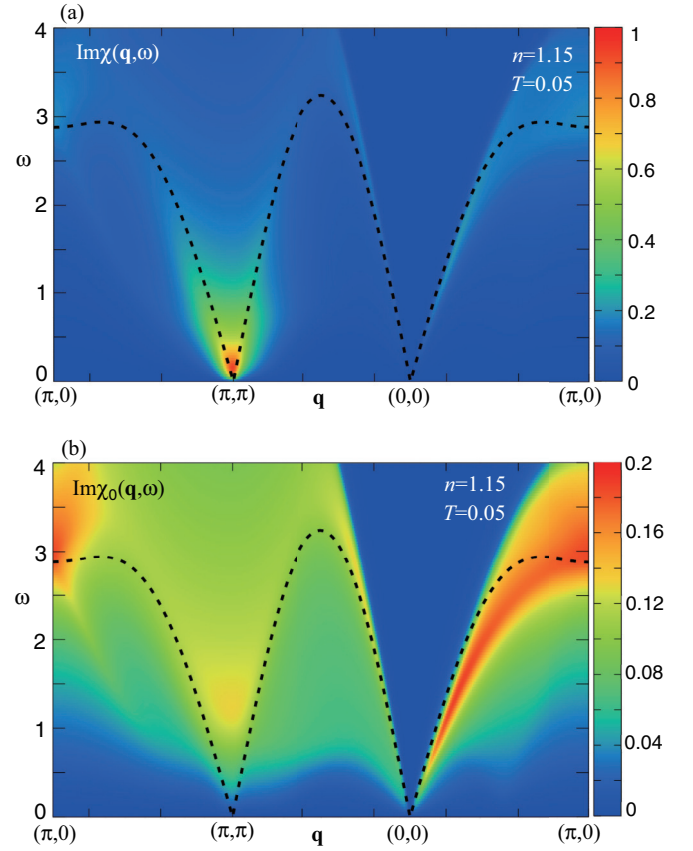 (a)
Imχ(q,ω)
n=1.15
T=0.05
4
3
ω
2
1
0
(π,0)
(π,π)
q
(0,0)
(π,0)
1
0.8
0.6
0.4
0.2
0
(b)
Imχ₀(q,ω)
n=1.15
T=0.05
4
3
ω
2
1
0
(π,0)
(π,π)
q
(0,0)
(π,0)
0.2
0.16
0.12
0.08
0.04
0